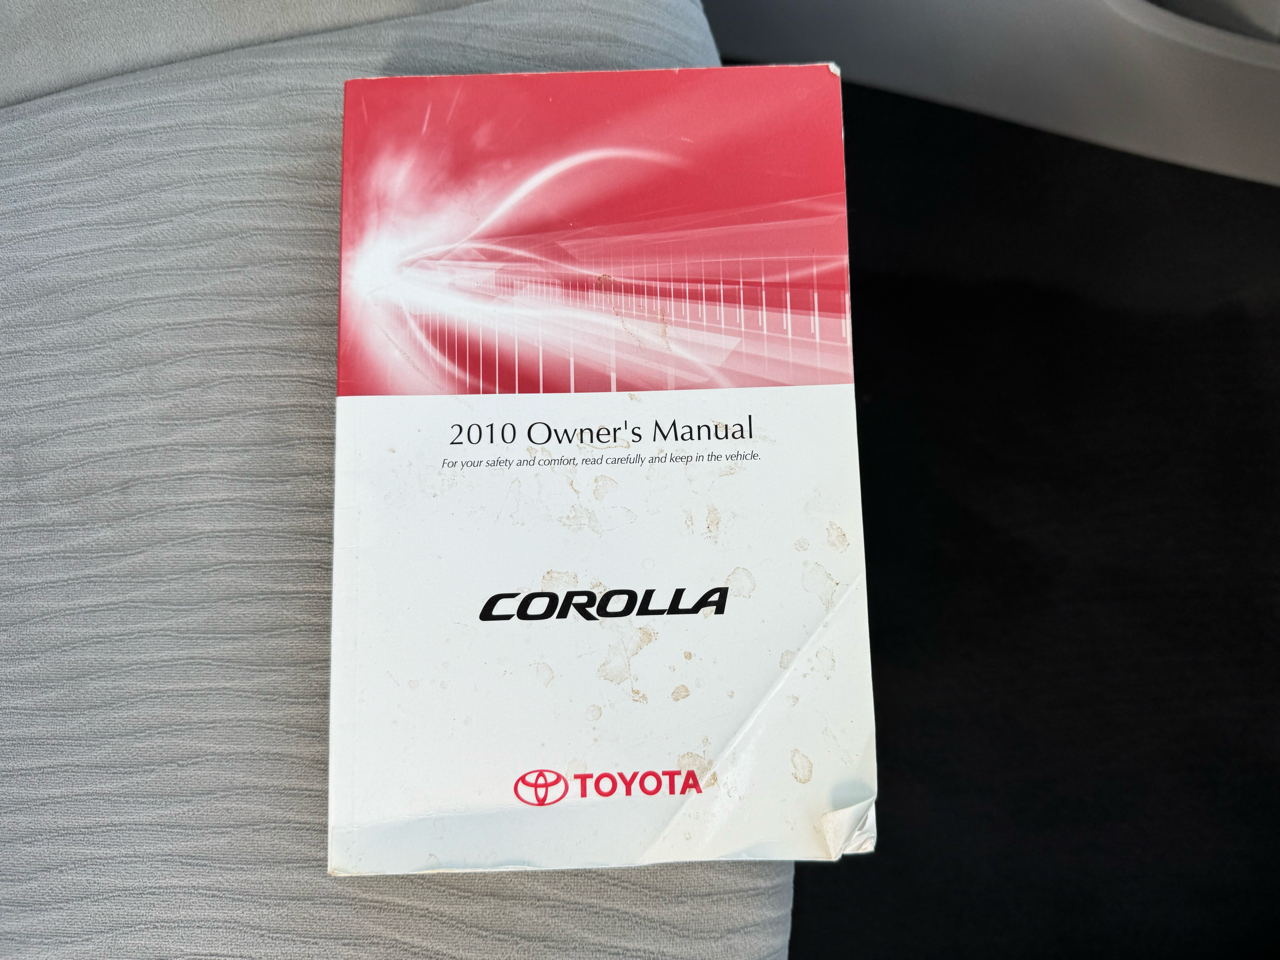 2010 Owner's Manual
For your safety and comfort, read carefully and keep in the vehicle.
COROLLA
TOYOTA